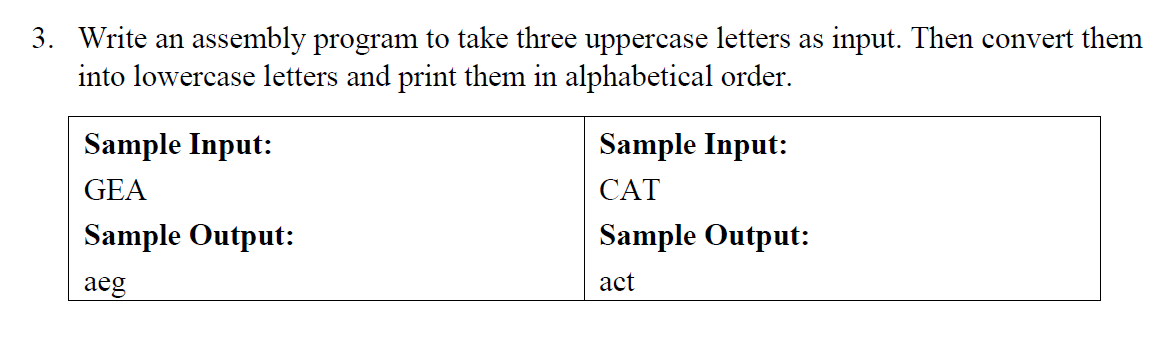 3. Write an assembly program to take three uppercase letters as input. Then convert them
into lowercase letters and print them in alphabetical order.
Sample Input:
GEA
Sample Output:
aeg
Sample Input:
CAT
Sample Output:
act